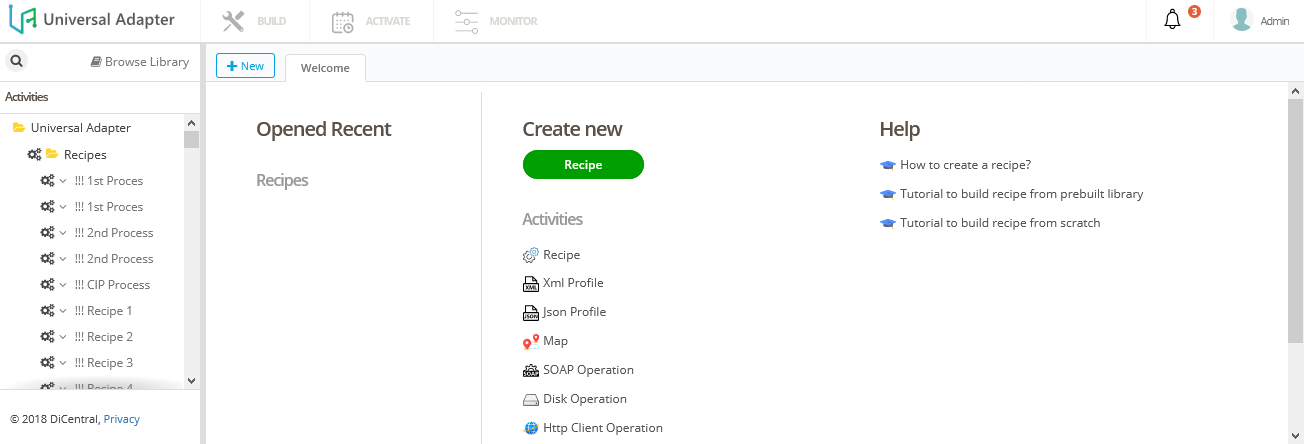 Universal Adapter
BUILD
ACTIVATE
MONITOR
3
Admin
Browse Library
New
Welcome
Activities
Universal Adapter
Recipes
!!! 1st Proces
!!! 1st Proces
!!! 2nd Process
!!! 2nd Process
!!! CIP Process
!!! Recipe 1
!!! Recipe 2
!!! Recipe 3
!!! Recipe 4
© 2018 DiCentral, Privacy
Opened Recent
Recipes
Create new
Recipe
Activities
Recipe
XML
Xml Profile
JSON
Json Profile
Map
SOAP
SOAP Operation
Disk Operation
Http Client Operation
Help
How to create a recipe?
Tutorial to build recipe from prebuilt library
Tutorial to build recipe from scratch